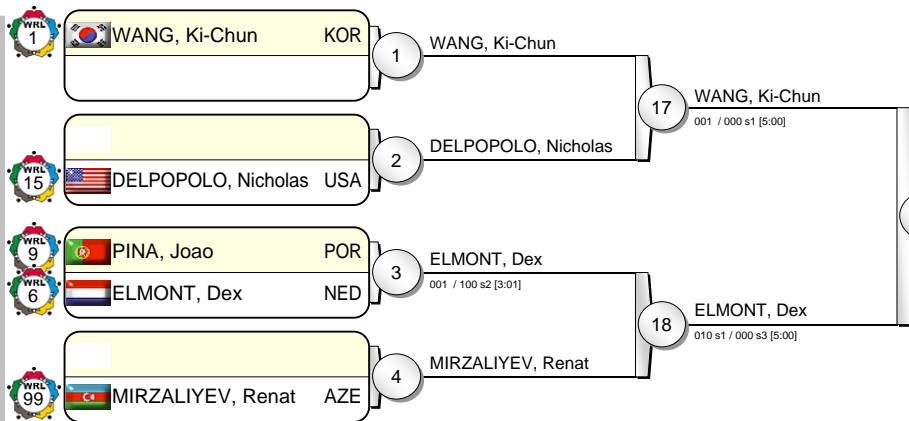 WRL
1
WANG, Ki-Chun KOR
1
WANG, Ki-Chun
17
WANG, Ki-Chun
001 / 000 s1 [5:00]
WRL
15
DELPOPOLO, Nicholas USA
2
DELPOPOLO, Nicholas
WRL
9
PINA, Joao POR
WRL
6
ELMONT, Dex NED
3
ELMONT, Dex
001 / 100 s2 [3:01]
18
ELMONT, Dex
010 s1 / 000 s3 [5:00]
WRL
99
MIRZALIYEV, Renat AZE
4
MIRZALIYEV, Renat